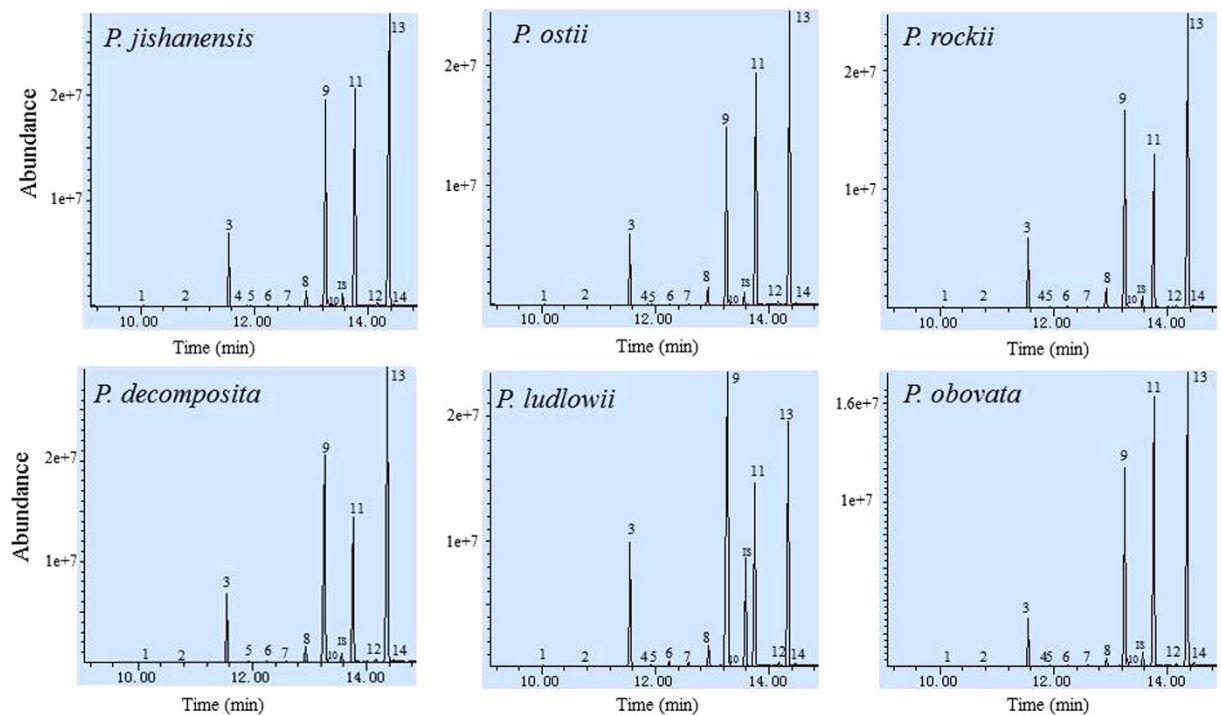 P. jishanensis
Abundance
2e+7
1e+7
1 2 3 4 5 6 7 8 9 10 IS 11 12 13 14
10.00 12.00 14.00
Time (min)
P. ostii
2e+7
1e+7
1 2 3 4 5 6 7 8 9 10 IS 11 12 13 14
10.00 12.00 14.00
Time (min)
P. rockii
2e+7
1e+7
1 2 3 4 5 6 7 8 9 10 IS 11 12 13 14
10.00 12.00 14.00
Time (min)
P. decomposita
Abundance
2e+7
1e+7
1 2 3 5 6 7 8 9 10 IS 11 12 13 14
10.00 12.00 14.00
Time (min)
P. ludlowii
2e+7
1e+7
1 2 3 4 5 6 7 8 9 10 IS 11 12 13 14
10.00 12.00 14.00
Time (min)
P. obovata
1.6e+7
1e+7
1 2 3 4 5 6 7 8 9 10 IS 11 12 13 14
10.00 12.00 14.00
Time (min)